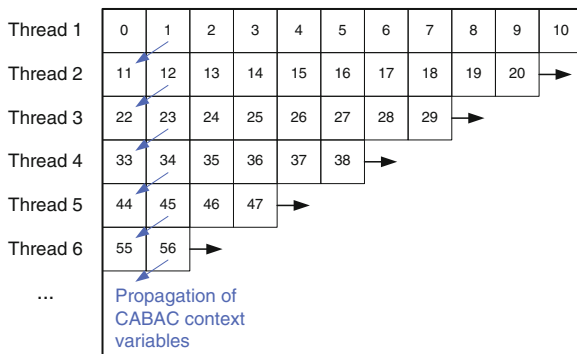 Thread 1 0 1 2 3 4 5 6 7 8 9 10
Thread 2 11 12 13 14 15 16 17 18 19 20
Thread 3 22 23 24 25 26 27 28 29
Thread 4 33 34 35 36 37 38
Thread 5 44 45 46 47
Thread 6 55 56
...
Propagation of
CABAC context
variables